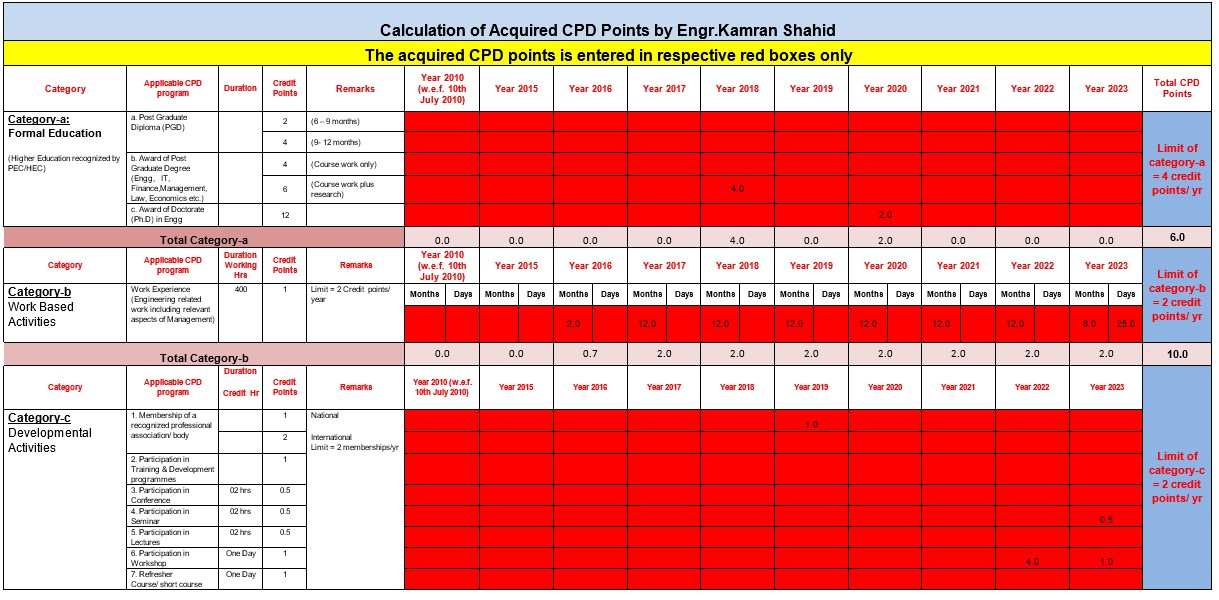 Calculation of Acquired CPD Points by Engr.Kamran Shahid
The acquired CPD points is entered in respective red boxes only
Category Applicable CPD program Duration Credit Points Remarks Year 2010 (w.e.f. 10th July 2010) Year 2015 Year 2016 Year 2017 Year 2018 Year 2019 Year 2020 Year 2021 Year 2022 Year 2023 Total CPD Points
Category-a:
Formal Education
(Higher Education recognized by
PEC/HEC)
a. Post Graduate
Diploma (PGD)
2 (6 – 9 months)
4 (9- 12 months)
b. Award of Post
Graduate Degree
(Engg, IT,
Finance,Management,
Law, Economics etc.)
4 (Course work only)
6 (Course work plus
research)
4.0
c. Award of Doctorate
(Ph.D) in Engg
12
2.0
Limit of
category-a
= 4 credit
points/ yr
Total Category-a 0.0 0.0 0.0 0.0 4.0 0.0 2.0 0.0 0.0 0.0 6.0
Category Applicable CPD program Duration Working Hrs Credit Points Remarks Year 2010 (w.e.f. 10th July 2010) Year 2015 Year 2016 Year 2017 Year 2018 Year 2019 Year 2020 Year 2021 Year 2022 Year 2023
Category-b
Work Based
Activities
Work Experience
(Engineering related
work including relevant
aspects of Management)
400 1 Limit = 2 Credit points/
year
Months Days Months Days Months Days Months Days Months Days Months Days Months Days Months Days Months Days Months Days
2.0 12.0 12.0 12.0 12.0 12.0 12.0 8.0 25.0
Limit of
category-b
= 2 credit
points/ yr
Total Category-b 0.0 0.0 0.7 2.0 2.0 2.0 2.0 2.0 2.0 2.0 10.0
Category Applicable CPD program Duration Credit Hr Credit Points Remarks Year 2010 (w.e.f. 10th July 2010) Year 2015 Year 2016 Year 2017 Year 2018 Year 2019 Year 2020 Year 2021 Year 2022 Year 2023
Category-c
Developmental
Activities
1. Membership of a
recognized professional
association/ body
1 National
1.0
2 International
Limit = 2 memberships/yr
2. Participation in
Training & Development
programmes
1
3. Participation in
Conference
02 hrs 0.5
4. Participation in
Seminar
02 hrs 0.5
0.5
5. Participation in
Lectures
02 hrs 0.5
6. Participation in
Workshop
One Day 1
4.0 1.0
7. Refresher
Course/ short course
One Day 1
Limit of
category-c
= 2 credit
points/ yr